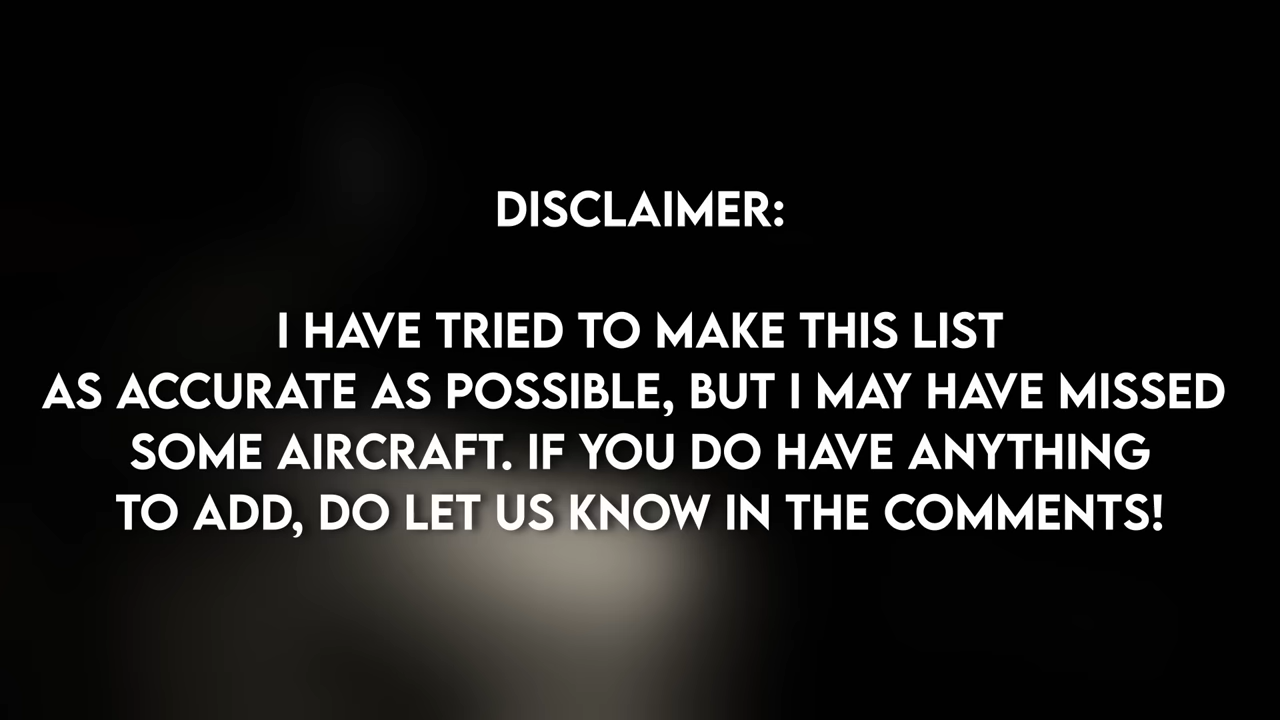 DISCLAIMER:
I HAVE TRIED TO MAKE THIS LIST
AS ACCURATE AS POSSIBLE, BUT I MAY HAVE MISSED
SOME AIRCRAFT. IF YOU DO HAVE ANYTHING
TO ADD, DO LET US KNOW IN THE COMMENTS!